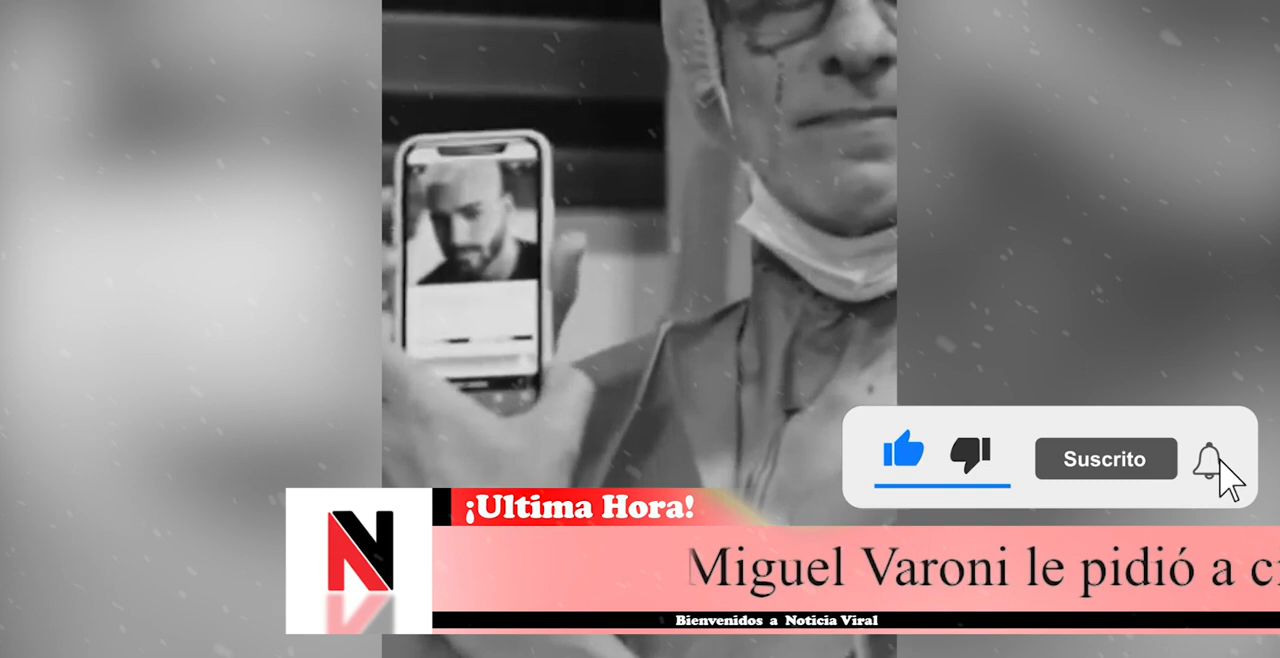 Suscrito
¡Ultima Hora!
Miguel Varoni le pidió a
Bienvenidos a Noticia Viral